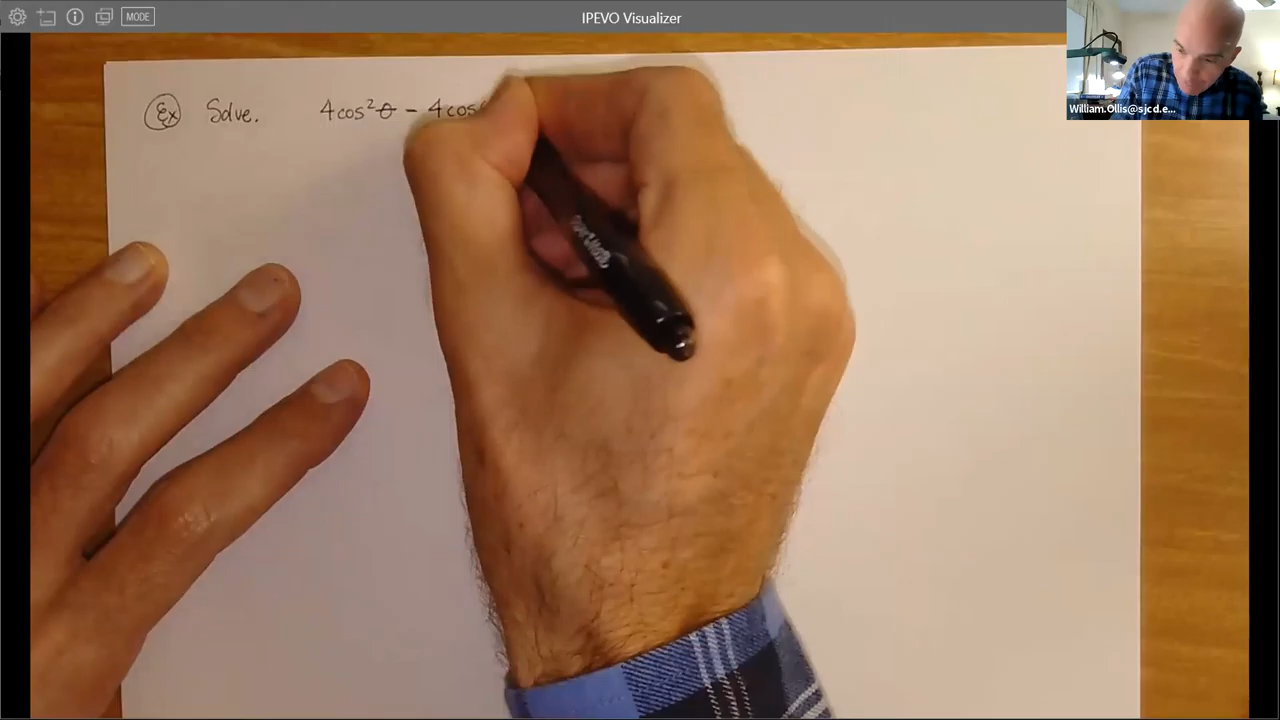 MODE
IPEVO Visualizer
William.Ollis@sjcd.e...
Ex Solve. 4cos²θ - 4cos